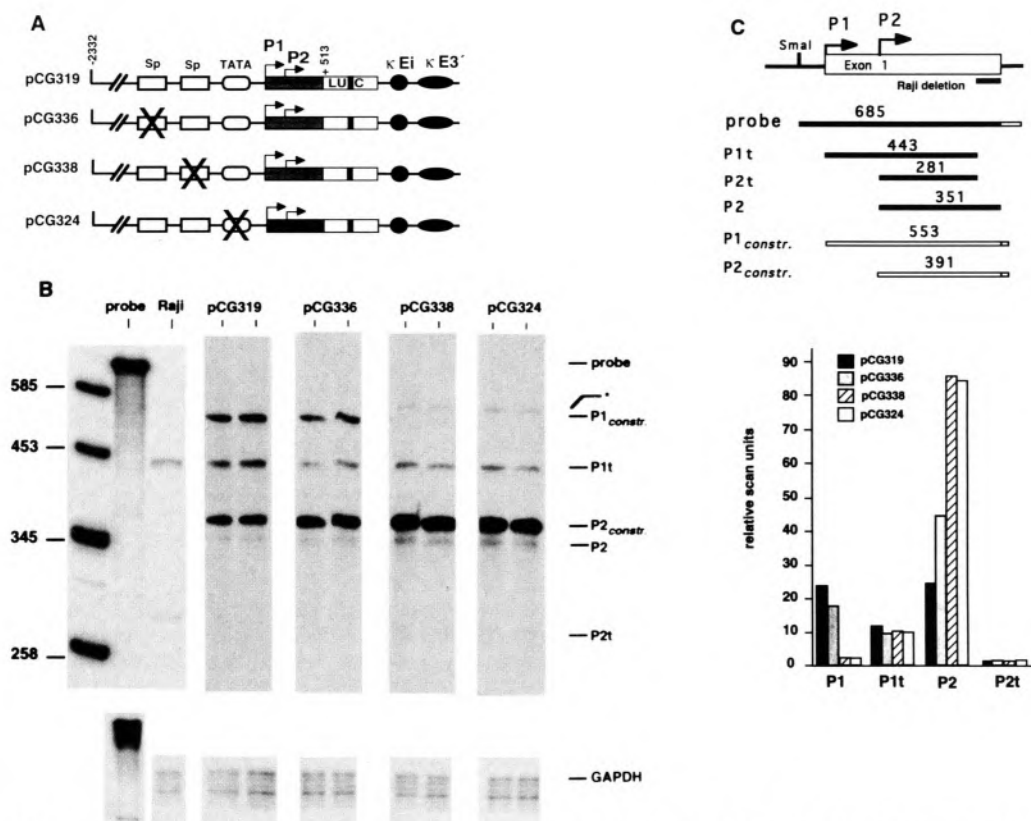 A
-2332
Sp
Sp
TATA
P1
P2
+ 513
κ Ei
κ E3´
pCG319
LU C
pCG336
pCG338
pCG324
B
probe
Raji
pCG319
pCG336
pCG338
pCG324
585
453
345
258
probe
*
P1constr.
P1t
P2constr.
P2
P2t
GAPDH
C
P1
P2
SmaI
Exon 1
Raji deletion
probe
685
P1t
443
P2t
281
P2
351
P1constr.
553
P2constr.
391
relative scan units
90
80
70
60
50
40
30
20
10
0
pCG319
pCG336
pCG338
pCG324
P1
P1t
P2
P2t